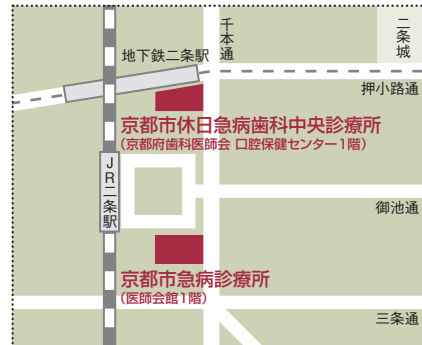 千本通
二条城
地下鉄二条駅
押小路通
京都市休日急病歯科中央診療所
(京都府歯科医師会 口腔保健センター1階)
JR二条駅
御池通
京都市急病診療所
(医師会館1階)
三条通